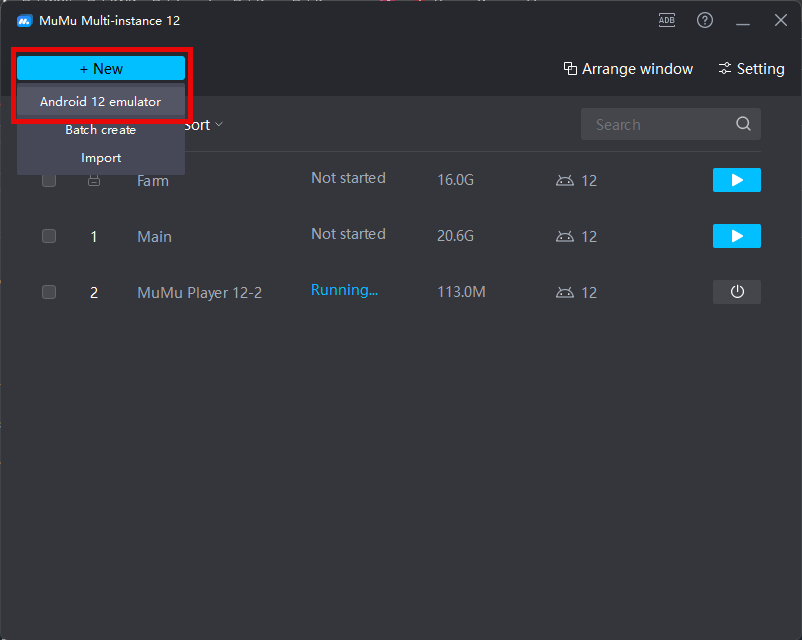 MuMu Multi-instance 12
ADB
?
+ New
Arrange window
Setting
Android 12 emulator
Batch create
Import
Sort
Search
Farm
Not started
16.0G
12
1
Main
Not started
20.6G
12
2
MuMu Player 12-2
Running...
113.0M
12